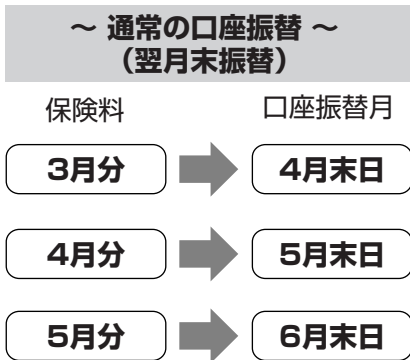 ～ 通常の口座振替 ～
（翌月末振替）
保険料 口座振替月
3月分 4月末日
4月分 5月末日
5月分 6月末日